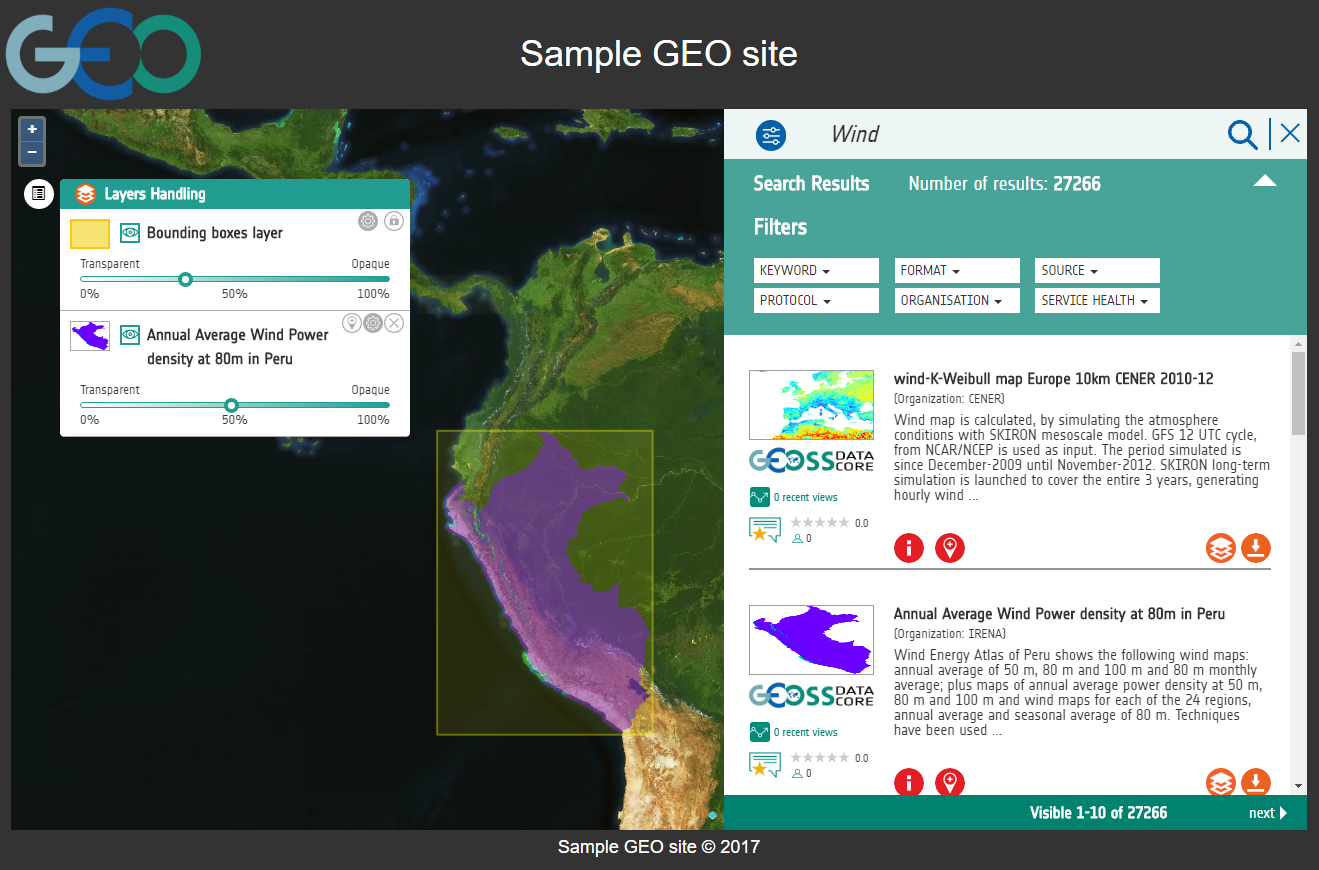 GEO
Sample GEO site
+
−
Layers Handling
Bounding boxes layer
Transparent Opaque
0% 50% 100%
Annual Average Wind Power
density at 80m in Peru
Transparent Opaque
0% 50% 100%
Wind
Search Results Number of results: 27266
Filters
KEYWORD FORMAT SOURCE
PROTOCOL ORGANISATION SERVICE HEALTH
wind-K-Weibull map Europe 10km CENER 2010-12
(Organization: CENER)
Wind map is calculated, by simulating the atmosphere
conditions with SKIRON mesoscale model. GFS 12 UTC cycle,
from NCAR/NCEP is used as input. The period simulated is
since December-2009 until November-2012. SKIRON long-term
simulation is launched to cover the entire 3 years, generating
hourly wind ...
GEOSS DATA
CORE
0 recent views
0.0
0
Annual Average Wind Power density at 80m in Peru
(Organization: IRENA)
Wind Energy Atlas of Peru shows the following wind maps:
annual average of 50 m, 80 m and 100 m and 80 m monthly
average; plus maps of annual average power density at 50 m,
80 m and 100 m and wind maps for each of the 24 regions,
annual average and seasonal average of 80 m. Techniques
have been used ...
GEOSS DATA
CORE
0 recent views
0.0
0
Visible 1-10 of 27266 next
Sample GEO site © 2017